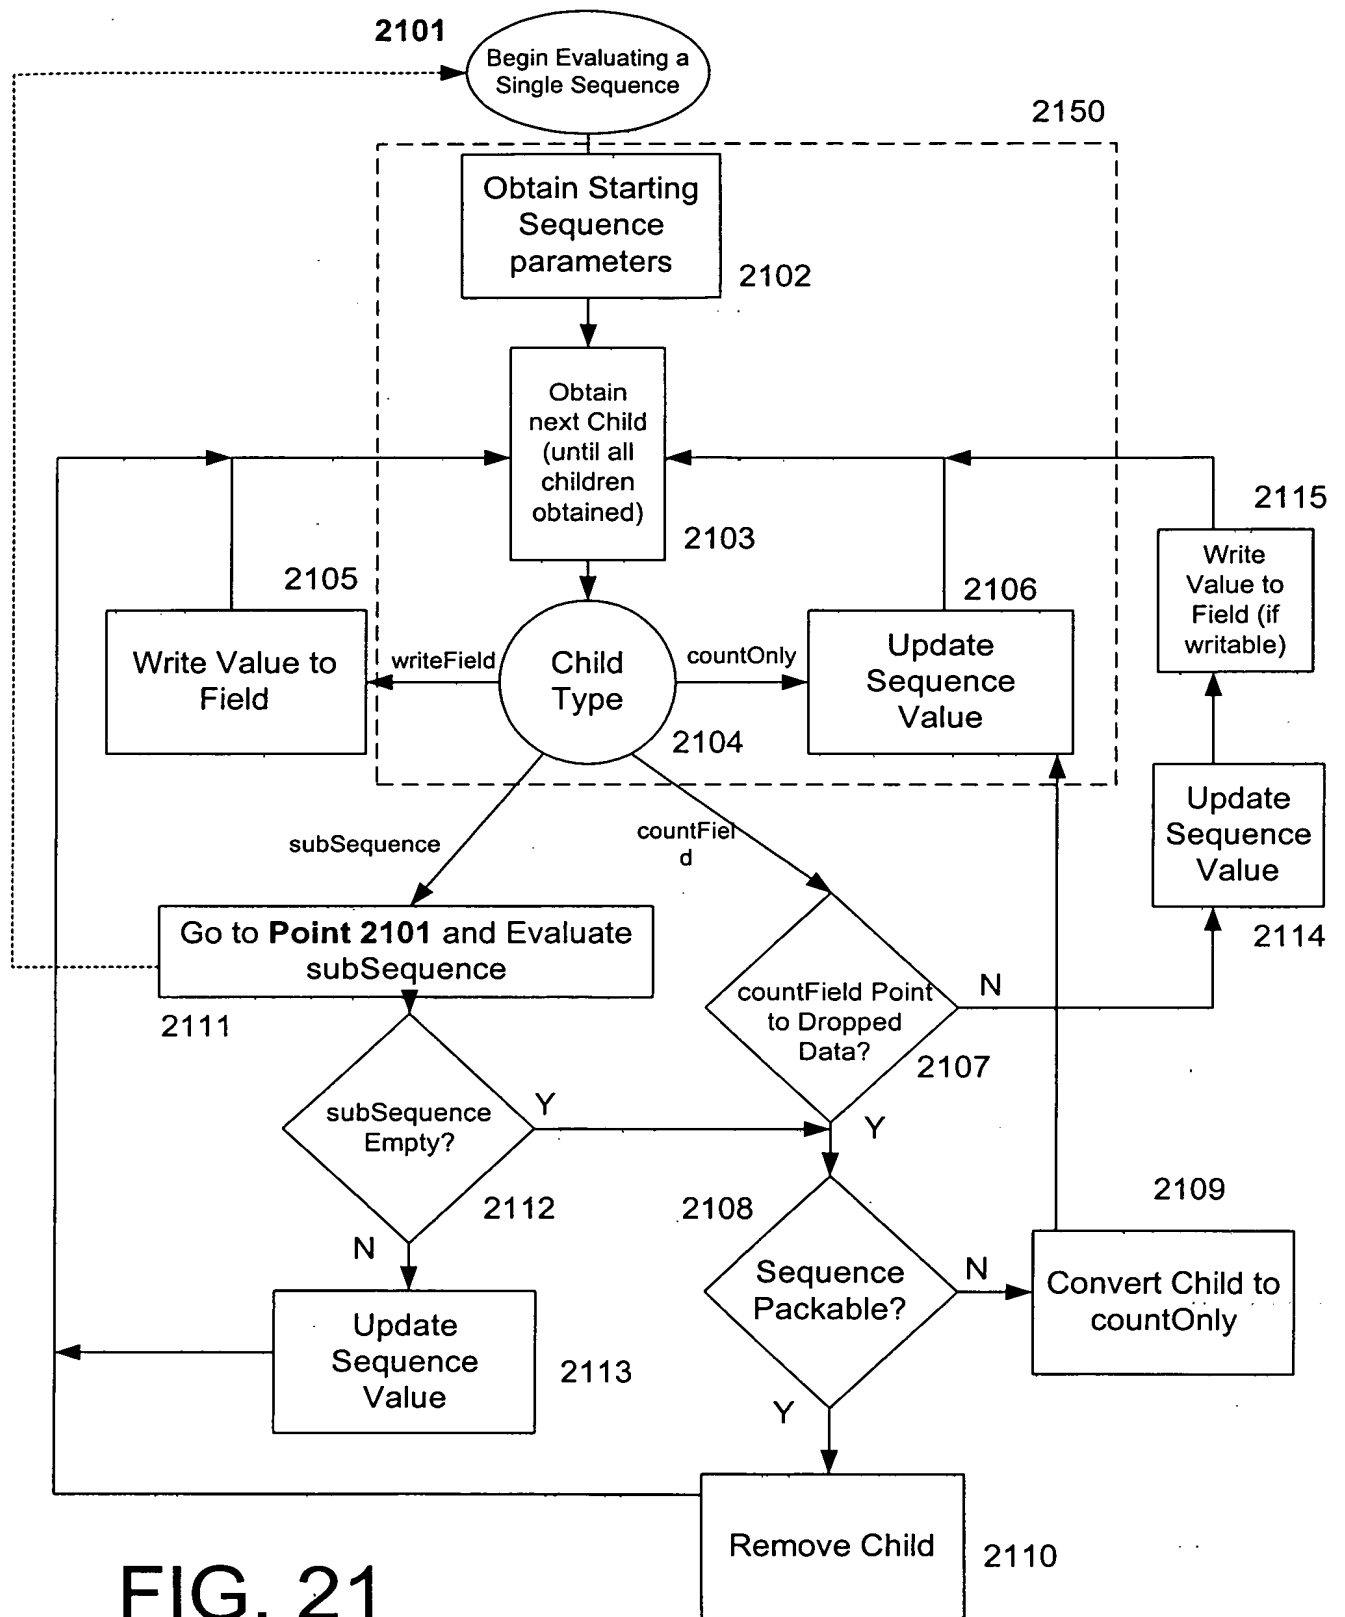 2101
Begin Evaluating a
Single Sequence
2150
Obtain Starting
Sequence
parameters
2102
Obtain
next Child
(until all
children
obtained)
2103
2115
Write
Value to
Field (if
writable)
2105
2106
Write Value to
Field
writeField
Child
Type
countOnly
Update
Sequence
Value
2104
Update
Sequence
Value
2114
subSequence
countFiel
d
Go to Point 2101 and Evaluate
subSequence
2111
countField Point
to Dropped
Data?
N
2107
subSequence
Empty?
Y
Y
2112
N
2108
2109
Sequence
Packable?
N
Convert Child to
countOnly
Update
Sequence
Value
2113
Y
Remove Child
2110
FIG. 21